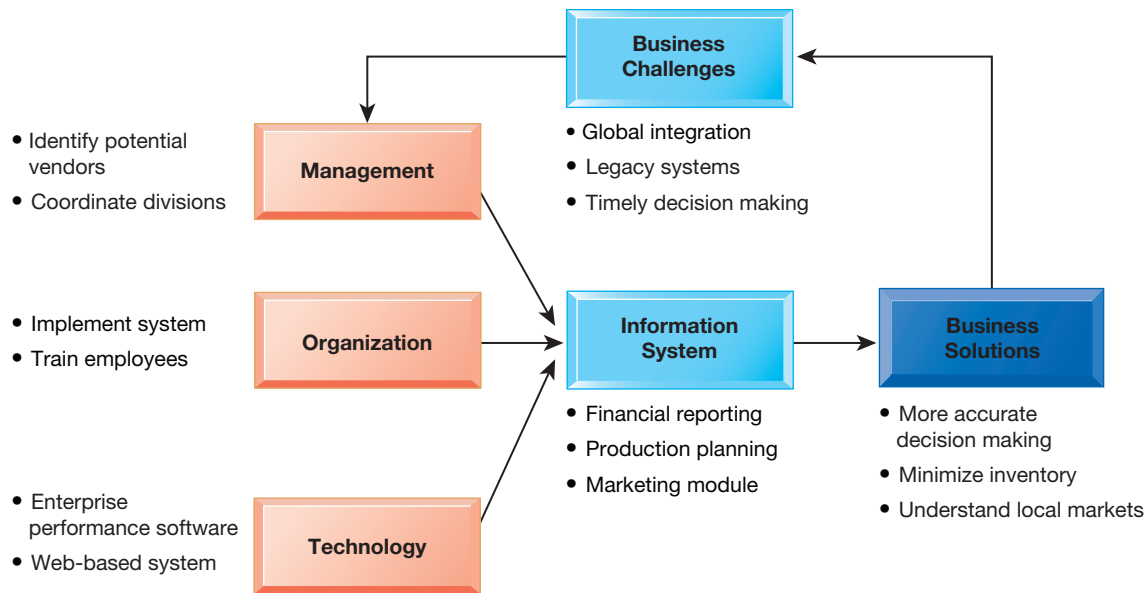 Business
Challenges
• Global integration
• Legacy systems
• Timely decision making
• Identify potential
vendors
• Coordinate divisions
Management
• Implement system
• Train employees
Organization
• Enterprise
performance software
• Web-based system
Technology
Information
System
• Financial reporting
• Production planning
• Marketing module
Business
Solutions
• More accurate
decision making
• Minimize inventory
• Understand local markets